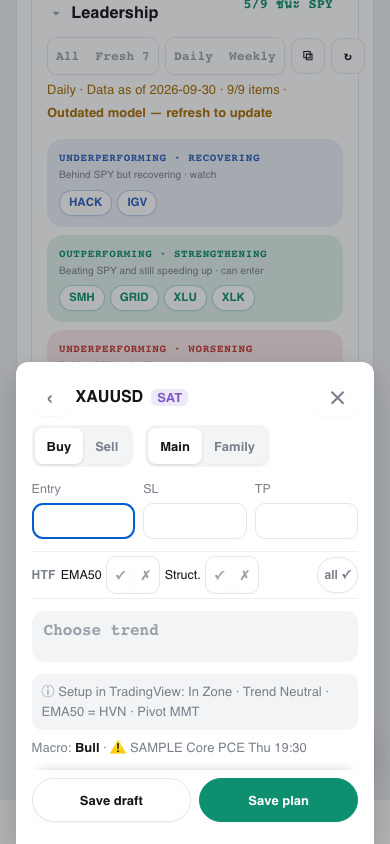 Leadership
5/9 ชนะ SPY
All Fresh 7 Daily Weekly
Daily · Data as of 2026-09-30 · 9/9 items ·
Outdated model — refresh to update
UNDERPERFORMING · RECOVERING
Behind SPY but recovering · watch
HACK IGV
OUTPERFORMING · STRENGTHENING
Beating SPY and still speeding up · can enter
SMH GRID XLU XLK
UNDERPERFORMING · WORSENING
‹ XAUUSD SAT ✕
Buy Sell Main Family
Entry SL TP
HTF EMA50 ✓ ✗ Struct. ✓ ✗ all ✓
Choose trend
ⓘ Setup in TradingView: In Zone · Trend Neutral ·
EMA50 = HVN · Pivot MMT
Macro: Bull · ⚠️ SAMPLE Core PCE Thu 19:30
Save draft Save plan